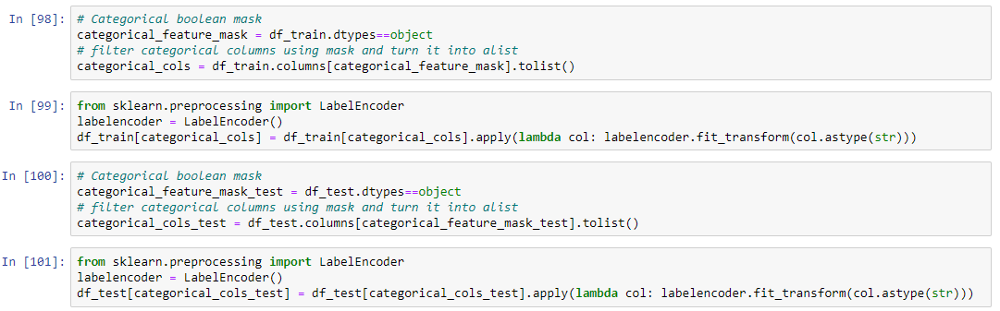 In [98]: # Categorical boolean mask
categorical_feature_mask = df_train.dtypes==object
# filter categorical columns using mask and turn it into alist
categorical_cols = df_train.columns[categorical_feature_mask].tolist()
In [99]: from sklearn.preprocessing import LabelEncoder
labelencoder = LabelEncoder()
df_train[categorical_cols] = df_train[categorical_cols].apply(lambda col: labelencoder.fit_transform(col.astype(str)))
In [100]: # Categorical boolean mask
categorical_feature_mask_test = df_test.dtypes==object
# filter categorical columns using mask and turn it into alist
categorical_cols_test = df_test.columns[categorical_feature_mask_test].tolist()
In [101]: from sklearn.preprocessing import LabelEncoder
labelencoder = LabelEncoder()
df_test[categorical_cols_test] = df_test[categorical_cols_test].apply(lambda col: labelencoder.fit_transform(col.astype(str)))